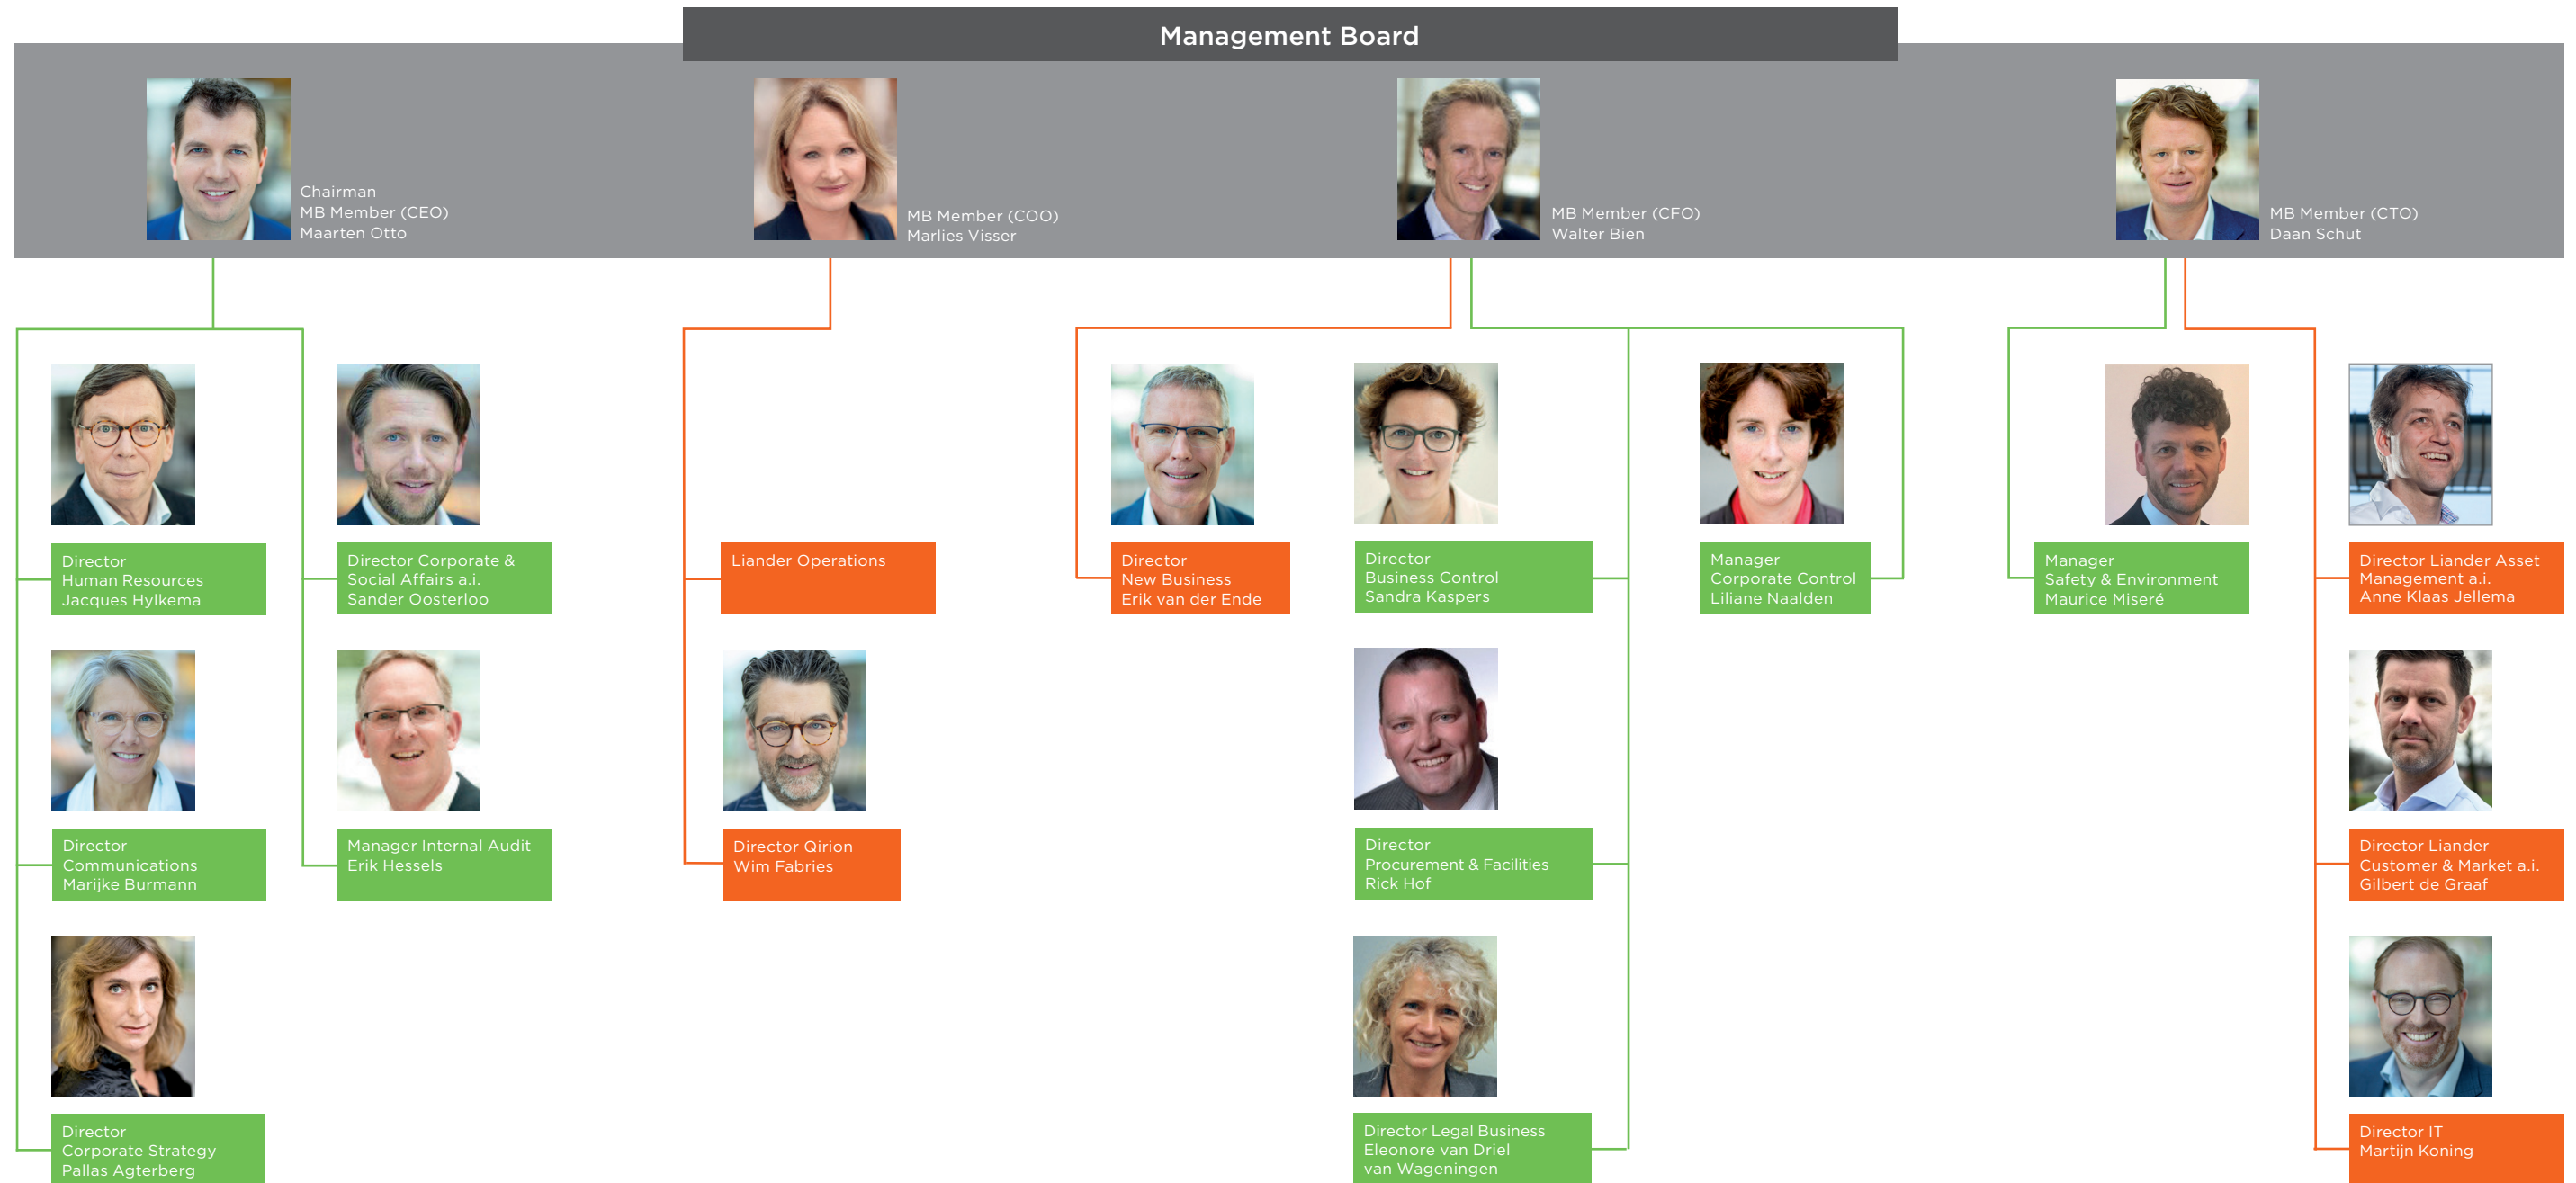 Management Board
Chairman
MB Member (CEO)
Maarten Otto
MB Member (COO)
Marlies Visser
MB Member (CFO)
Walter Bien
MB Member (CTO)
Daan Schut
Director
Human Resources
Jacques Hylkema
Director Corporate &
Social Affairs a.i.
Sander Oosterloo
Liander Operations
Director
New Business
Erik van der Ende
Director
Business Control
Sandra Kaspers
Manager
Corporate Control
Liliane Naalden
Manager
Safety & Environment
Maurice Miseré
Director Liander Asset
Management a.i.
Anne Klaas Jellema
Director
Communications
Marijke Burmann
Manager Internal Audit
Erik Hessels
Director Qirion
Wim Fabries
Director
Procurement & Facilities
Rick Hof
Director Liander
Customer & Market a.i.
Gilbert de Graaf
Director
Corporate Strategy
Pallas Agterberg
Director Legal Business
Eleonore van Driel
van Wageningen
Director IT
Martijn Koning